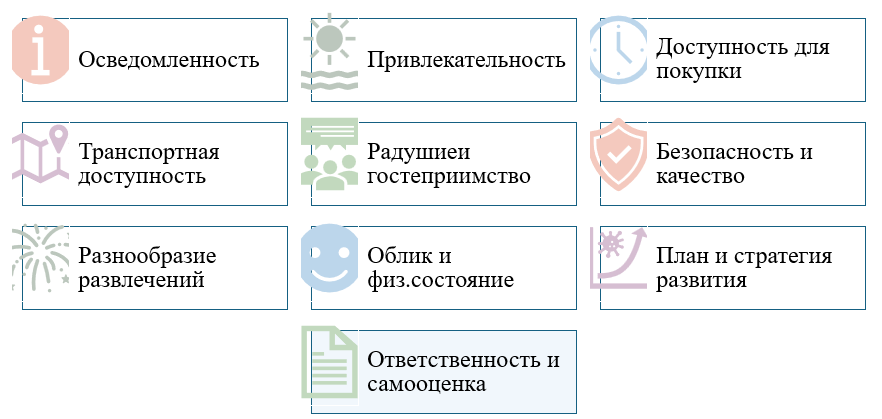 Осведомленность
Привлекательность
Доступность для
покупки
Транспортная
доступность
Радушиеи
гостеприимство
Безопасность и
качество
Разнообразие
развлечений
Облик и
физ.состояние
План и стратегия
развития
Ответственность и
самооценка